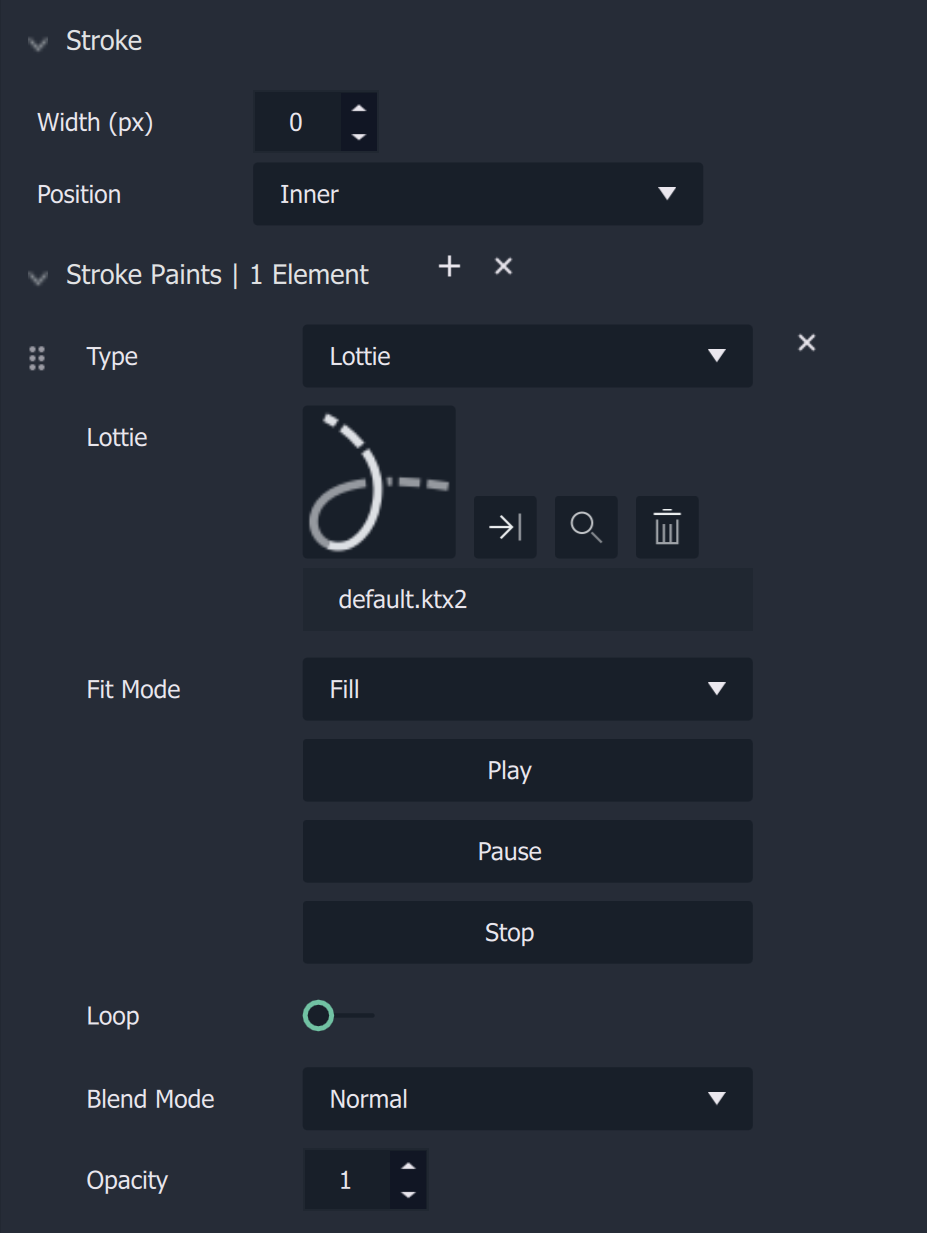 Stroke
Width (px) 0
Position Inner
Stroke Paints | 1 Element
Type Lottie
Lottie
default.ktx2
Fit Mode Fill
Play
Pause
Stop
Loop
Blend Mode Normal
Opacity 1